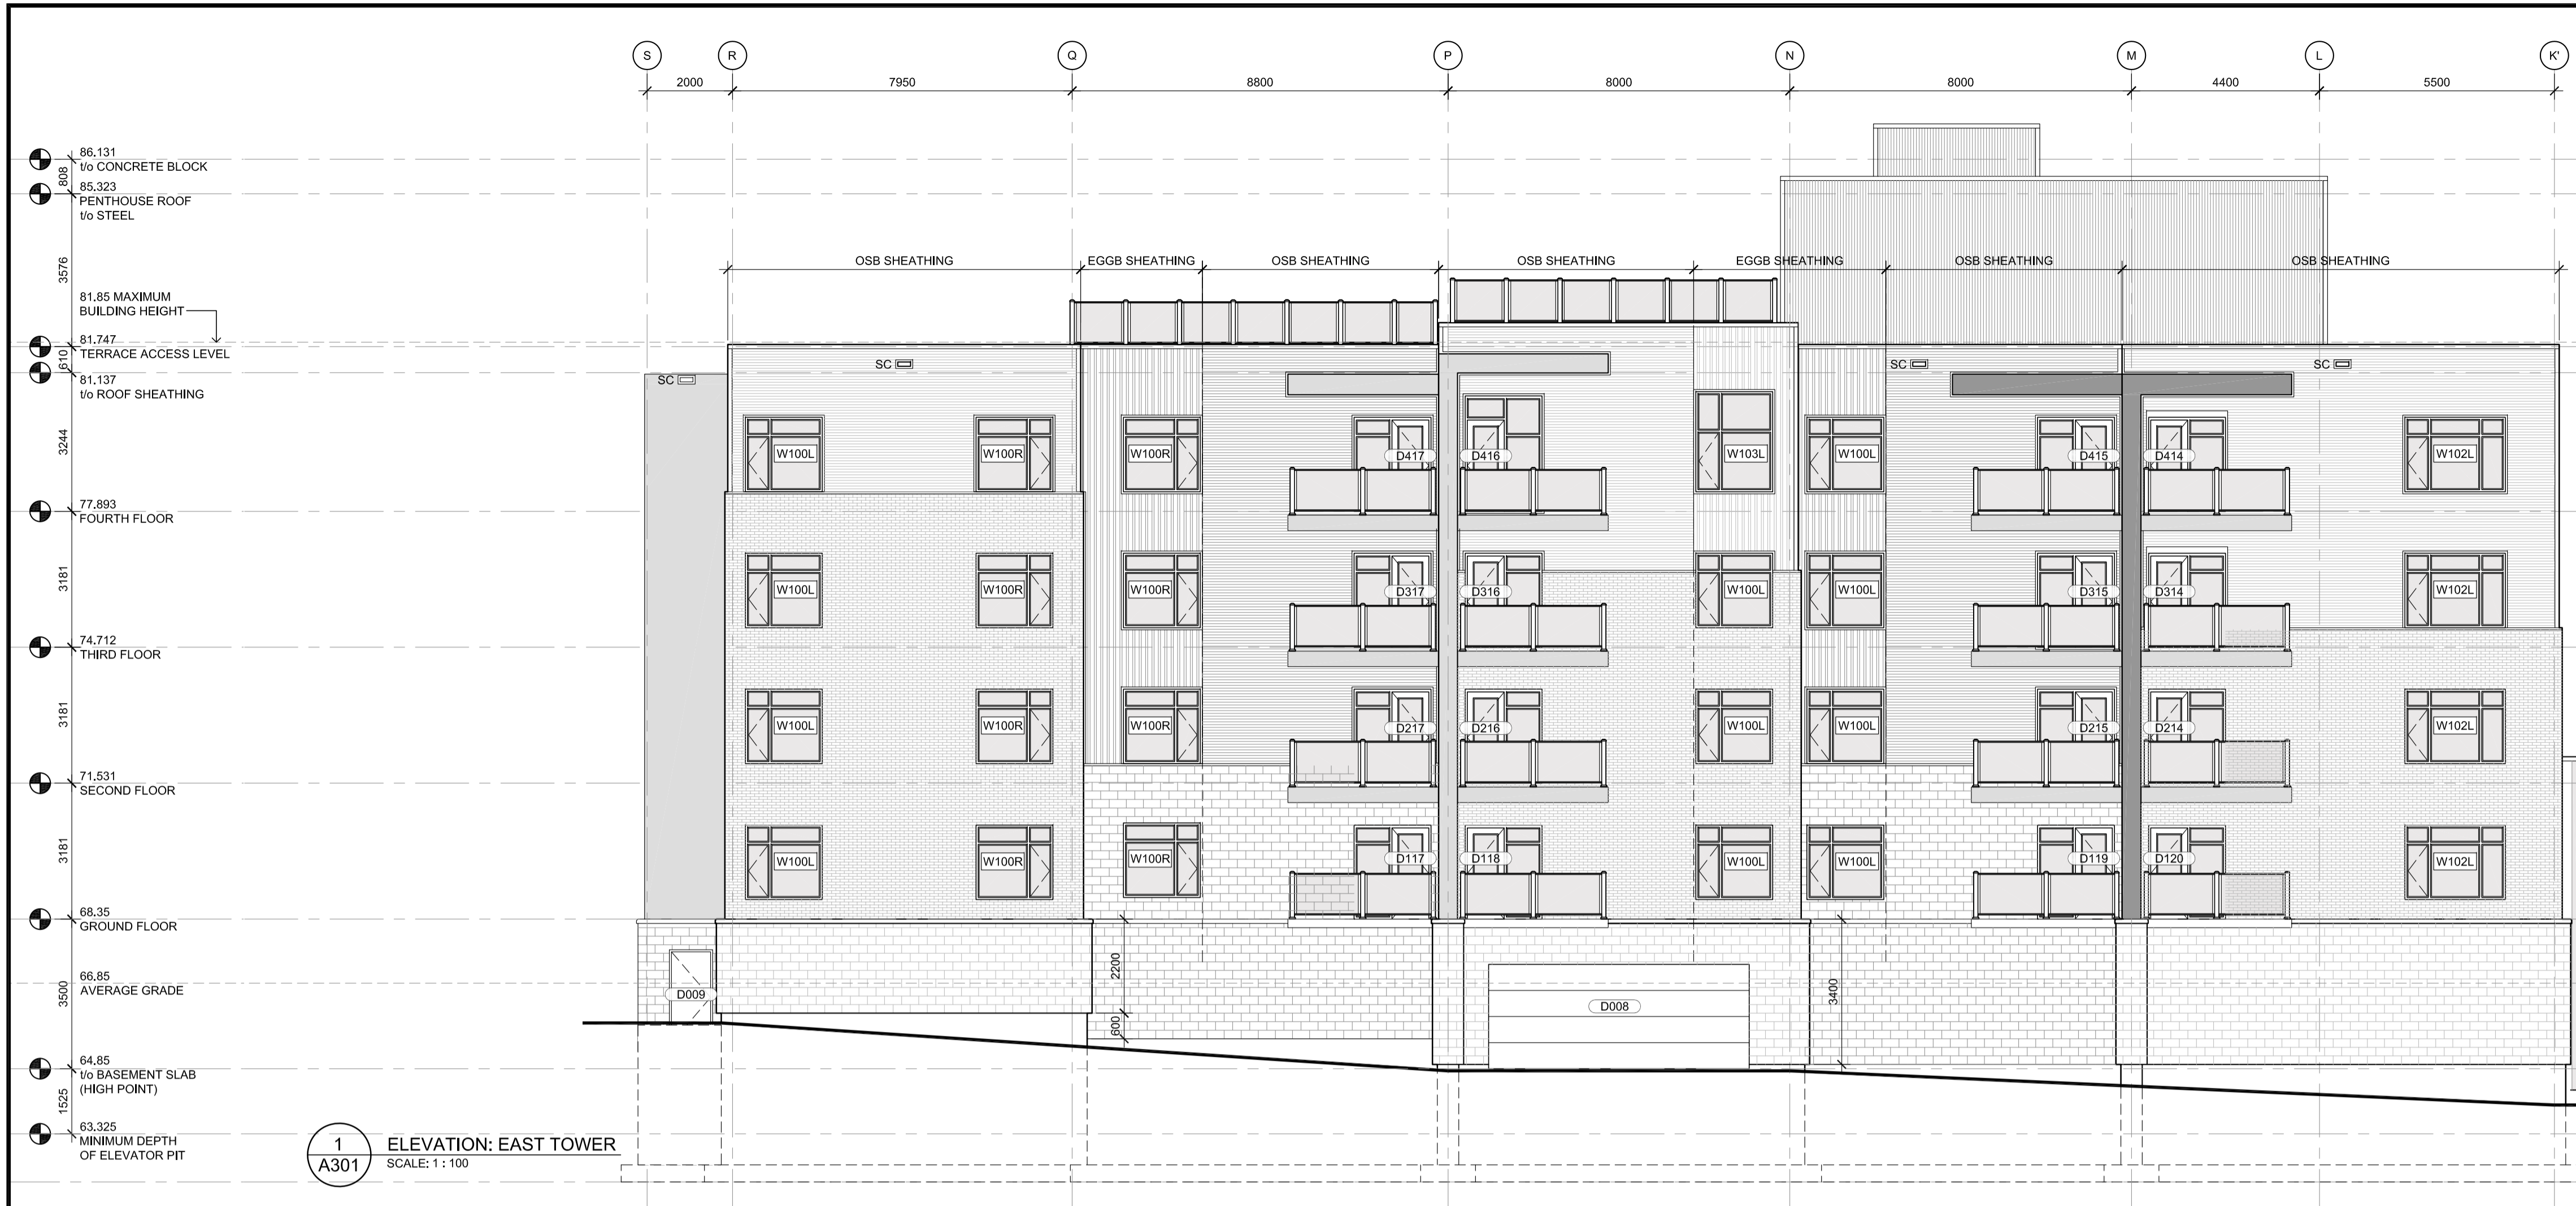 S R Q P N M L K'
2000 7950 8800 8000 8000 4400 5500
86.131
t/o CONCRETE BLOCK
808
85.323
PENTHOUSE ROOF
t/o STEEL
3576
OSB SHEATHING EGGB SHEATHING OSB SHEATHING OSB SHEATHING EGGB SHEATHING OSB SHEATHING OSB SHEATHING
81.85 MAXIMUM
BUILDING HEIGHT
81.747
TERRACE ACCESS LEVEL
610
81.137
t/o ROOF SHEATHING
SC SC SC SC
3244
W100L W100R W100R D417 D416 W103L W100L D415 D414 W102L
77.893
FOURTH FLOOR
3181
W100L W100R W100R D317 D316 W100L W100L D315 D314 W102L
74.712
THIRD FLOOR
3181
W100L W100R W100R D217 D216 W100L W100L D215 D214 W102L
71.531
SECOND FLOOR
3181
W100L W100R W100R D117 D118 W100L W100L D119 D120 W102L
68.35
GROUND FLOOR
2200
66.85
AVERAGE GRADE
3500
D009 600 D008 3400
64.85
t/o BASEMENT SLAB
(HIGH POINT)
1525
63.325
MINIMUM DEPTH
OF ELEVATOR PIT
1
A301
ELEVATION: EAST TOWER
SCALE: 1 : 100